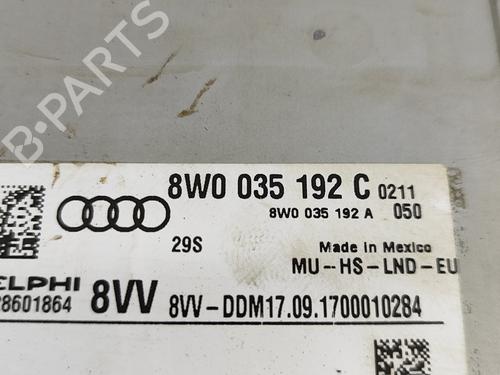 B-PARTS
8W0 035 192 C 0211
8W0 035 192 A 050
29S
Made in Mexico
MU--HS-LND-EU
ELPHI
28601864 8VV 8VV-DDM17.09.1700010284